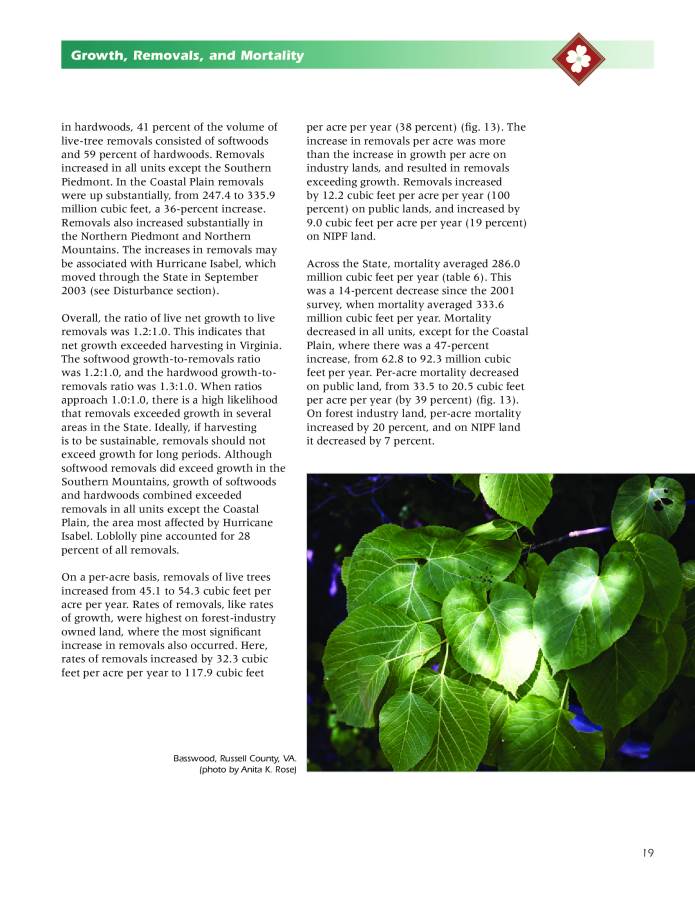 Growth, Removals, and Mortality
in hardwoods, 41 percent of the volume of
live-tree removals consisted of softwoods
and 59 percent of hardwoods. Removals
increased in all units except the Southern
Piedmont. In the Coastal Plain removals
were up substantially, from 247.4 to 335.9
million cubic feet, a 36-percent increase.
Removals also increased substantially in
the Northern Piedmont and Northern
Mountains. The increases in removals may
be associated with Hurricane Isabel, which
moved through the State in September
2003 (see Disturbance section).
Overall, the ratio of live net growth to live
removals was 1.2:1.0. This indicates that
net growth exceeded harvesting in Virginia.
The softwood growth-to-removals ratio
was 1.2:1.0, and the hardwood growth-to-
removals ratio was 1.3:1.0. When ratios
approach 1.0:1.0, there is a high likelihood
that removals exceeded growth in several
areas in the State. Ideally, if harvesting
is to be sustainable, removals should not
exceed growth for long periods. Although
softwood removals did exceed growth in the
Southern Mountains, growth of softwoods
and hardwoods combined exceeded
removals in all units except the Coastal
Plain, the area most affected by Hurricane
Isabel. Loblolly pine accounted for 28
percent of all removals.
On a per-acre basis, removals of live trees
increased from 45.1 to 54.3 cubic feet per
acre per year. Rates of removals, like rates
of growth, were highest on forest-industry
owned land, where the most significant
increase in removals also occurred. Here,
rates of removals increased by 32.3 cubic
feet per acre per year to 117.9 cubic feet
per acre per year (38 percent) (fig. 13). The
increase in removals per acre was more
than the increase in growth per acre on
industry lands, and resulted in removals
exceeding growth. Removals increased
by 12.2 cubic feet per acre per year (100
percent) on public lands, and increased by
9.0 cubic feet per acre per year (19 percent)
on NIPF land.
Across the State, mortality averaged 286.0
million cubic feet per year (table 6). This
was a 14-percent decrease since the 2001
survey, when mortality averaged 333.6
million cubic feet per year. Mortality
decreased in all units, except for the Coastal
Plain, where there was a 47-percent
increase, from 62.8 to 92.3 million cubic
feet per year. Per-acre mortality decreased
on public land, from 33.5 to 20.5 cubic feet
per acre per year (by 39 percent) (fig. 13).
On forest industry land, per-acre mortality
increased by 20 percent, and on NIPF land
it decreased by 7 percent.
Basswood, Russell County, VA.
(photo by Anita K. Rose)
19